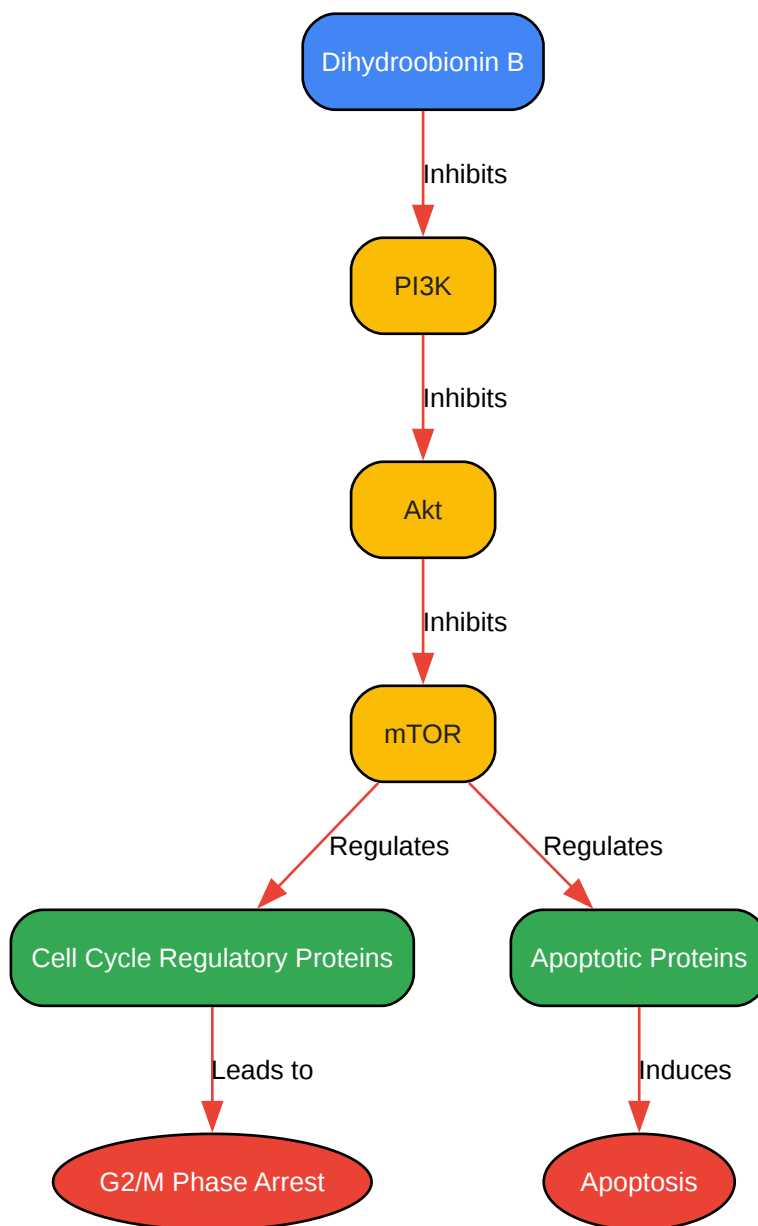 Dihydroobionin B
Inhibits
PI3K
Inhibits
Akt
Inhibits
mTOR
Regulates
Regulates
Cell Cycle Regulatory Proteins
Apoptotic Proteins
Leads to
Induces
G2/M Phase Arrest
Apoptosis